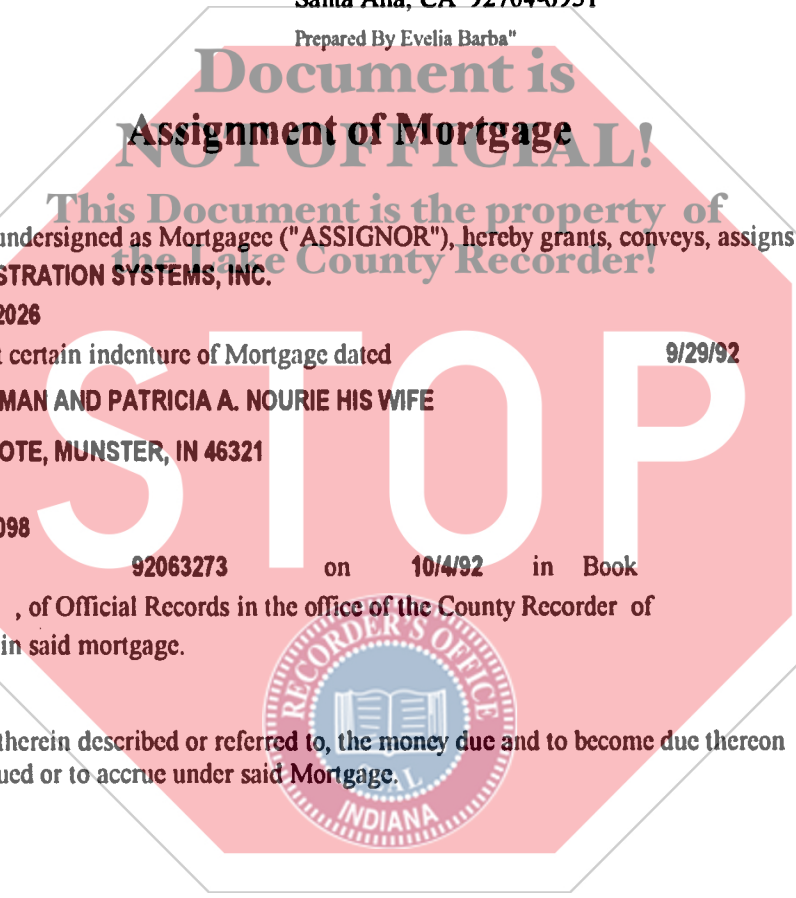 Santa Ana, CA 92704-
Prepared By Evelia Barba"
Document is
Assignment of Mortgage
NOT OFFICIAL!
This Document is the property of
undersigned as Mortgagee ("ASSIGNOR"), hereby grants, conveys, assigns
the Lake County Recorder!
STRATION SYSTEMS, INC.
2026
certain indenture of Mortgage dated 9/29/92
MAN AND PATRICIA A. NOURIE HIS WIFE
OTE, MUNSTER, IN 46321
STOP
098
92063273 on 10/4/92 in Book
, of Official Records in the office of the County Recorder of
in said mortgage.
RECORDER'S OFFICE
SEAL
INDIANA
therein described or referred to, the money due and to become due thereon
ued or to accrue under said Mortgage.